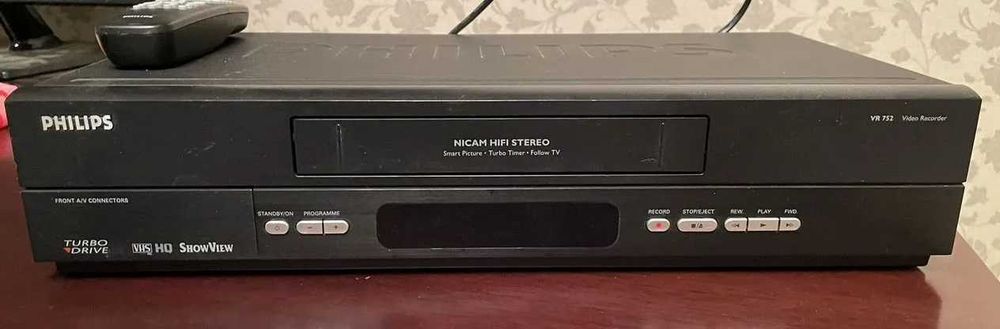 PHILIPS
PHILIPS
VR 752 Video Recorder
NICAM HIFI STEREO
Smart Picture • Turbo Timer • Follow TV
FRONT A/V CONNECTORS
STANDBY/ON PROGRAMME
RECORD STOP/EJECT REW. PLAY FWD.
TURBO
DRIVE
VHS HQ SHOWVIEW